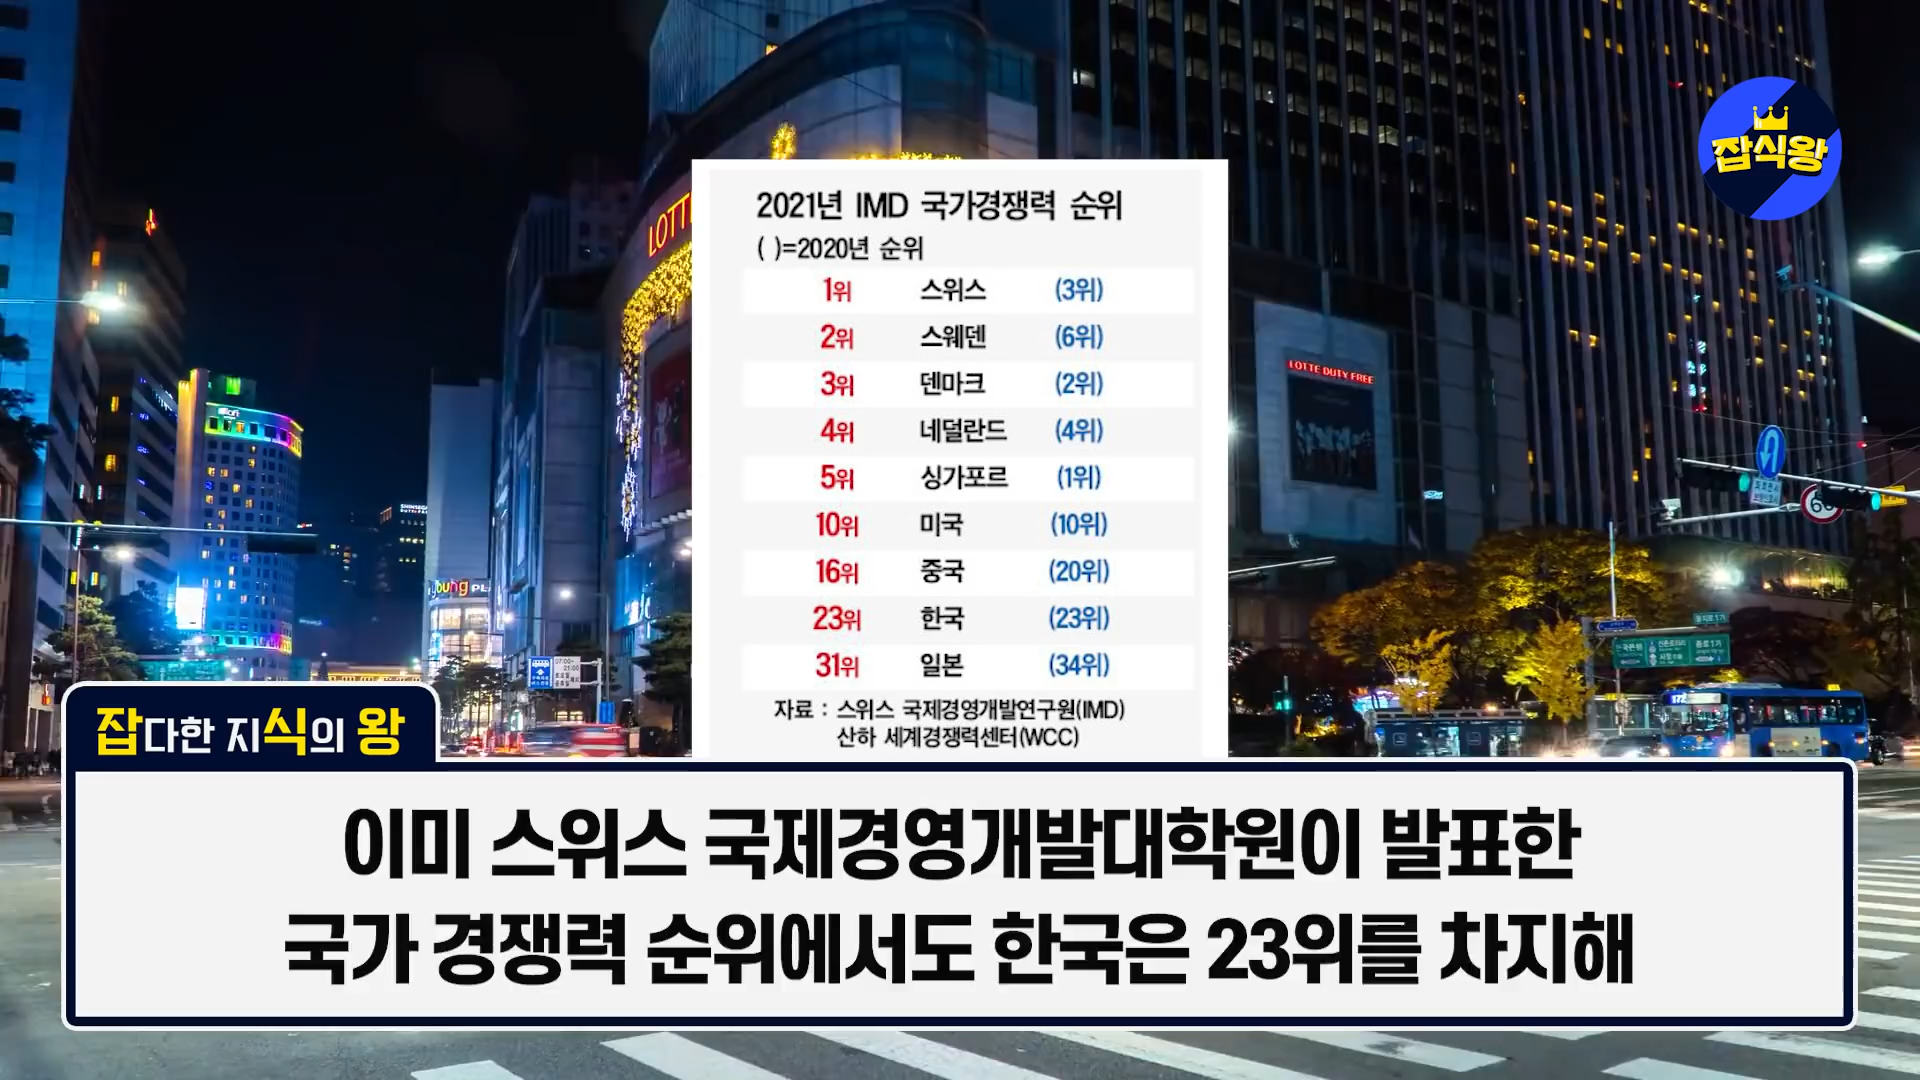 잡식왕
LOTT
2021년 IMD 국가경쟁력 순위
( )=2020년 순위
1위 스위스 (3위)
2위 스웨덴 (6위)
3위 덴마크 (2위)
4위 네덜란드 (4위)
5위 싱가포르 (1위)
10위 미국 (10위)
16위 중국 (20위)
23위 한국 (23위)
31위 일본 (34위)
자료 : 스위스 국제경영개발연구원(IMD)
산하 세계경쟁력센터(WCC)
LOTTE DUTY FREE
young PL
60
172
잡다한 지식의 왕
이미 스위스 국제경영개발대학원이 발표한
국가 경쟁력 순위에서도 한국은 23위를 차지해